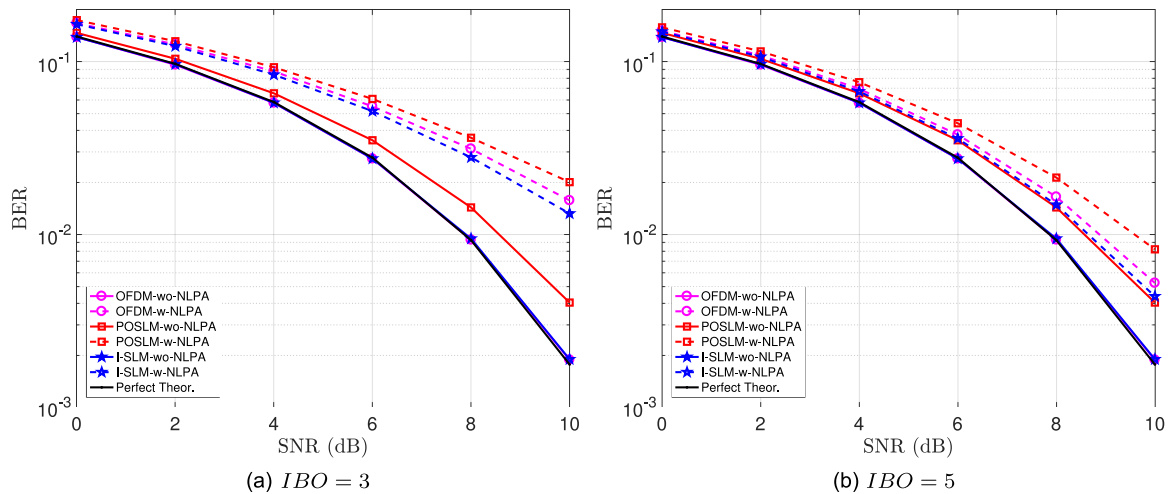 10^-1
10^-2
10^-3
BER
OFDM-wo-NLPA
OFDM-w-NLPA
POSLM-wo-NLPA
POSLM-w-NLPA
I-SLM-wo-NLPA
I-SLM-w-NLPA
Perfect Theor.
0 2 4 6 8 10
SNR (dB)
(a) IBO = 3
10^-1
10^-2
10^-3
BER
OFDM-wo-NLPA
OFDM-w-NLPA
POSLM-wo-NLPA
POSLM-w-NLPA
I-SLM-wo-NLPA
I-SLM-w-NLPA
Perfect Theor.
0 2 4 6 8 10
SNR (dB)
(b) IBO = 5